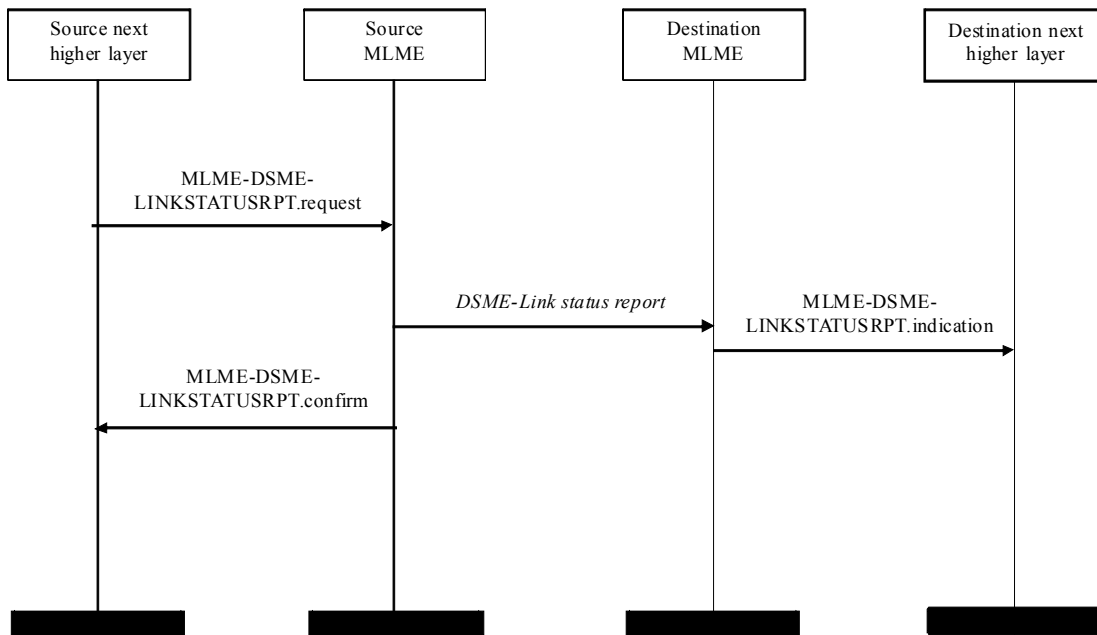 Source next
higher layer
Source
MLME
Destination
MLME
Destination next
higher layer
MLME-DSME-
LINKSTATUSRPT.request
DSME-Link status report
MLME-DSME-
LINKSTATUSRPT.indication
MLME-DSME-
LINKSTATUSRPT.confirm